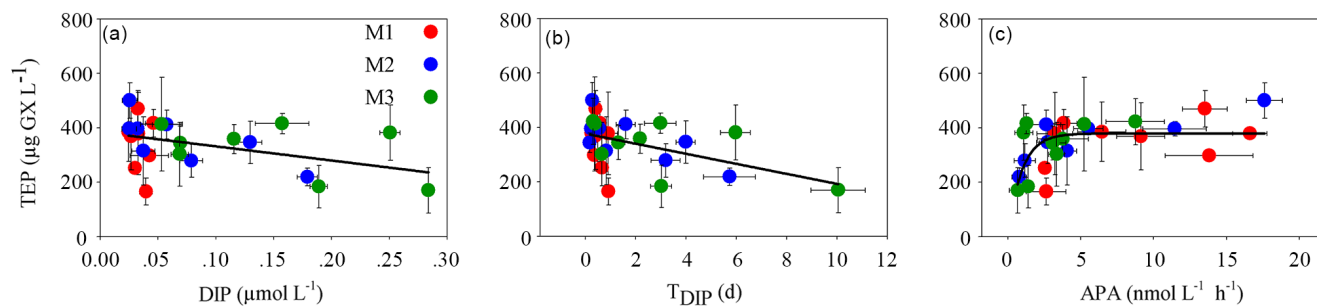 (a)
M1
M2
M3
TEP (µg GX L⁻¹)
800
600
400
200
0
0.00 .05 .10 .15 .20 .25 .30
DIP (µmol L⁻¹)
(b)
800
600
400
200
0
0 2 4 6 8 10 12
T_DIP (d)
(c)
800
600
400
200
0
0 5 10 15 20
APA (nmol L⁻¹ h⁻¹)